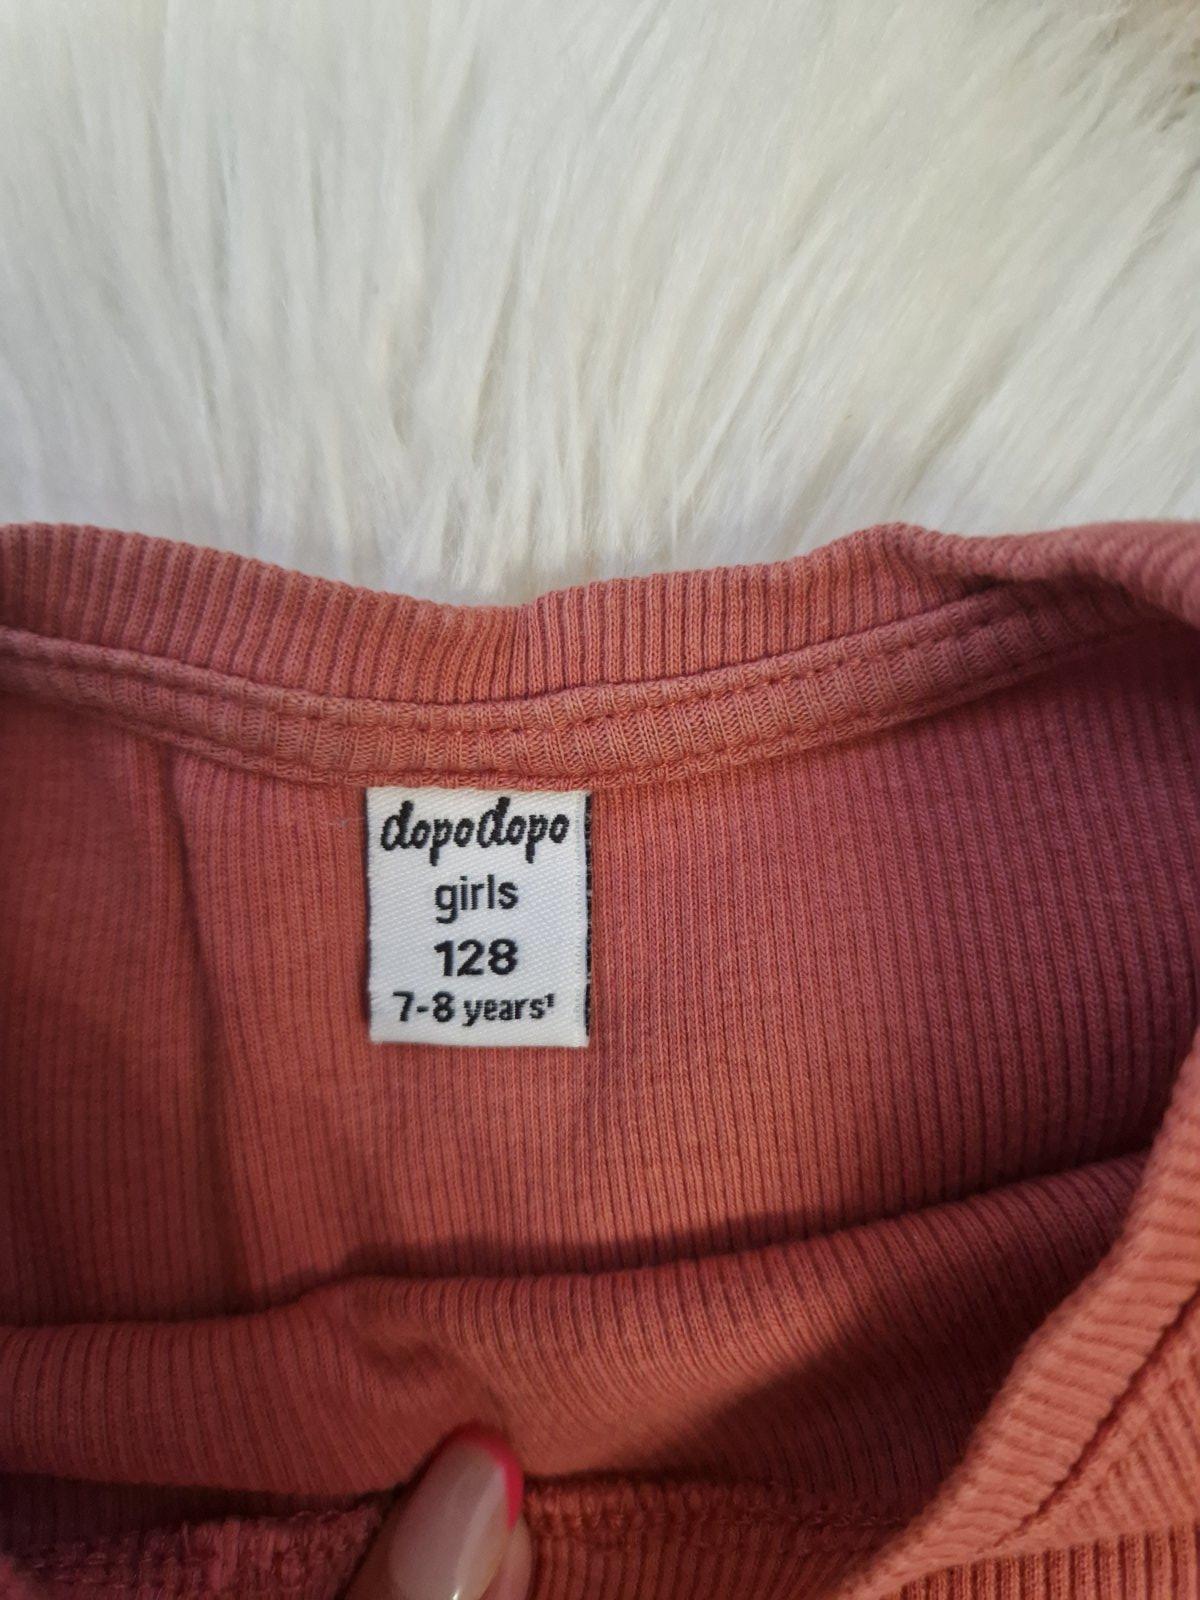 dopodopo
girls
128
7-8 years¹